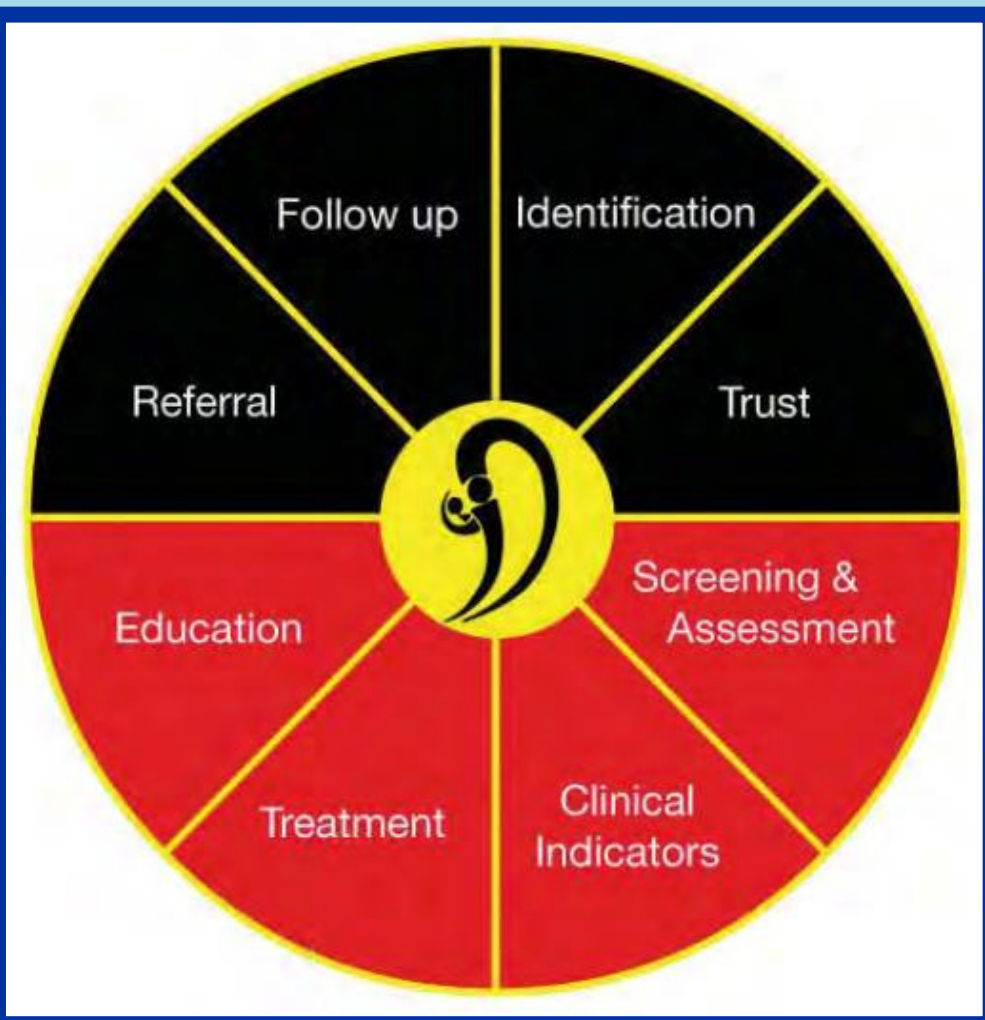 Follow up
Identification
Referral
Trust
Screening &
Assessment
Education
Treatment
Clinical
Indicators